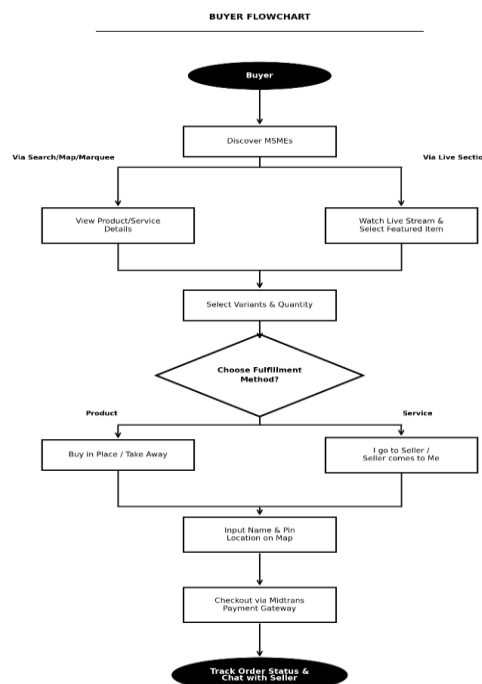 BUYER FLOWCHART
Buyer
Discover MSMEs
Via Search/Map/Marquee
Via Live Sectio
View Product/Service
Details
Watch Live Stream &
Select Featured Item
Select Variants & Quantity
Choose Fulfillment
Method?
Product
Service
Buy in Place / Take Away
I go to Seller /
Seller comes to Me
Input Name & Pin
Location on Map
Checkout via Midtrans
Payment Gateway
Track Order Status &
Chat with Seller